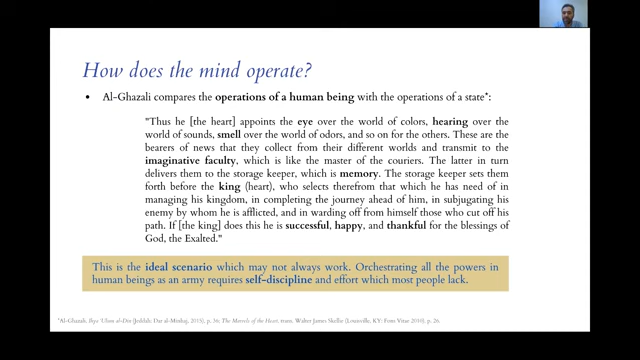 How does the mind operate?
• Al-Ghazali compares the operations of a human being with the operations of a state*:
"Thus he [the heart] appoints the eye over the world of colors, hearing over the
world of sounds, smell over the world of odors, and so on for the others. These are the
bearers of news that they collect from their different worlds and transmit to the
imaginative faculty, which is like the master of the couriers. The latter in turn
delivers them to the storage keeper, which is memory. The storage keeper sets them
forth before the king (heart), who selects therefrom that which he has need of in
managing his kingdom, in completing the journey ahead of him, in subjugating his
enemy by whom he is afflicted, and in warding off from himself those who cut off his
path. If [the king] does this he is successful, happy, and thankful for the blessings of
God, the Exalted."
This is the ideal scenario which may not always work. Orchestrating all the powers in
human beings as an army requires self-discipline and effort which most people lack.
*Al-Ghazali. Ihya 'Ulum al-Din (Jeddah: Dar al-Minhaj, 2015), p. 36; The Marvels of the Heart, trans. Walter James Skellie (Louisville, KY: Fons Vitae 2010), p. 26.